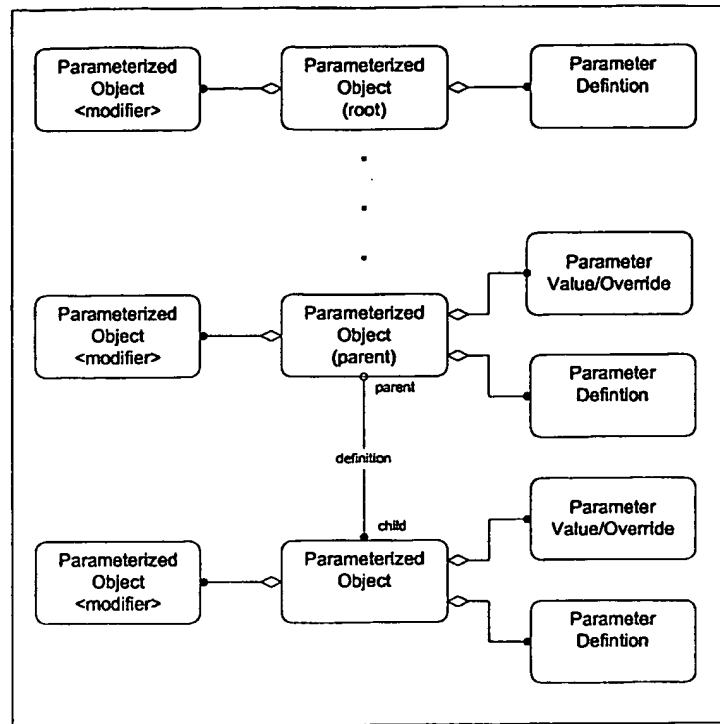 Parameterized
Object
<modifier>
Parameterized
Object
(root)
Parameter
Defintion
Parameterized
Object
<modifier>
Parameterized
Object
(parent)
Parameter
Value/Override
Parameter
Defintion
parent
definition
child
Parameterized
Object
<modifier>
Parameterized
Object
Parameter
Value/Override
Parameter
Defintion